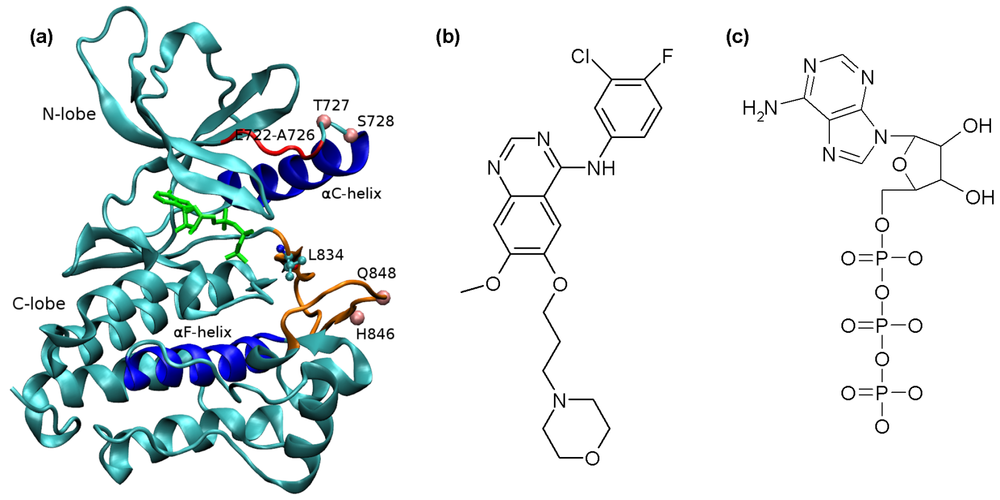 (a)
N-lobe
T727
S728
E722-A726
αC-helix
L834
Q848
C-lobe
αF-helix
H846
(b)
Cl
F
N
N
NH
O
O
N
O
(c)
N
N
H₂N
N
N
OH
O
OH
O
O=P-O
O
O=P-O
O
O=P-O
O